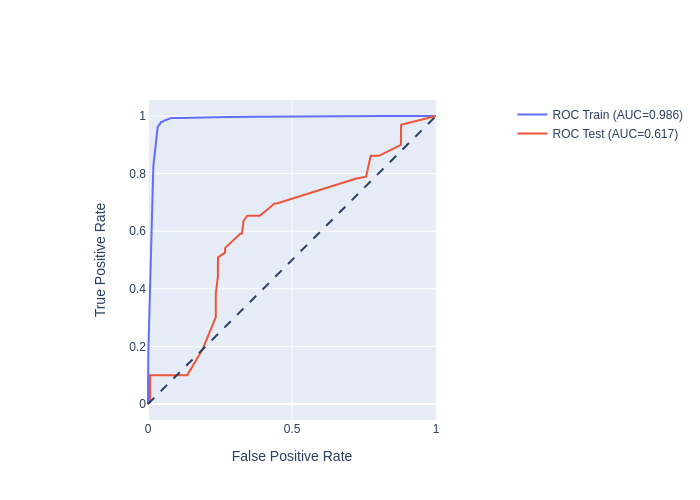 ROC Train (AUC=0.986)
ROC Test (AUC=0.617)
1
0.8
0.6
0.4
0.2
0
True Positive Rate
0 0.5 1
False Positive Rate